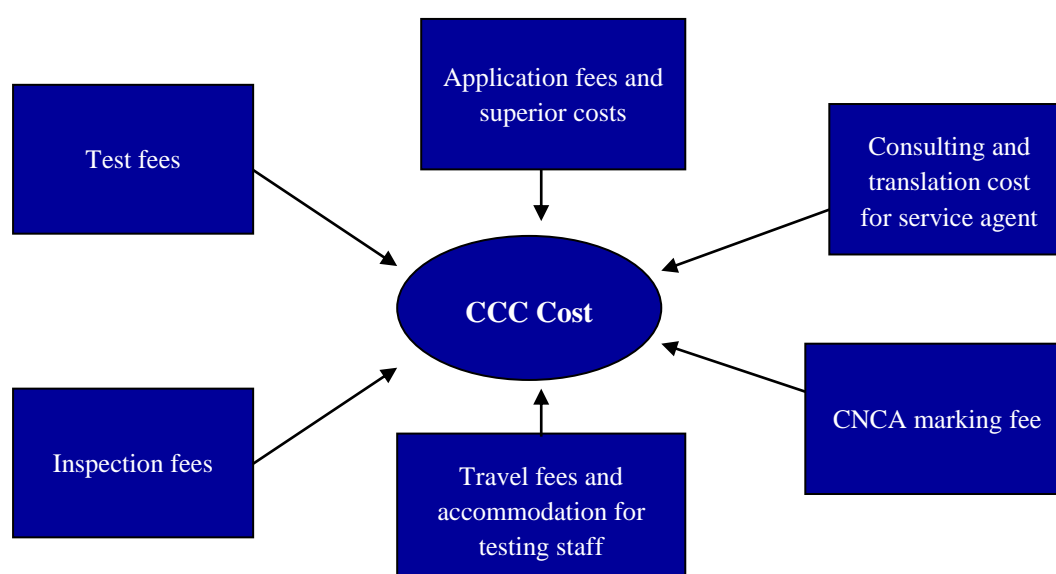 Application fees and
superior costs
Test fees
Consulting and
translation cost
for service agent
CCC Cost
CNCA marking fee
Inspection fees
Travel fees and
accommodation for
testing staff